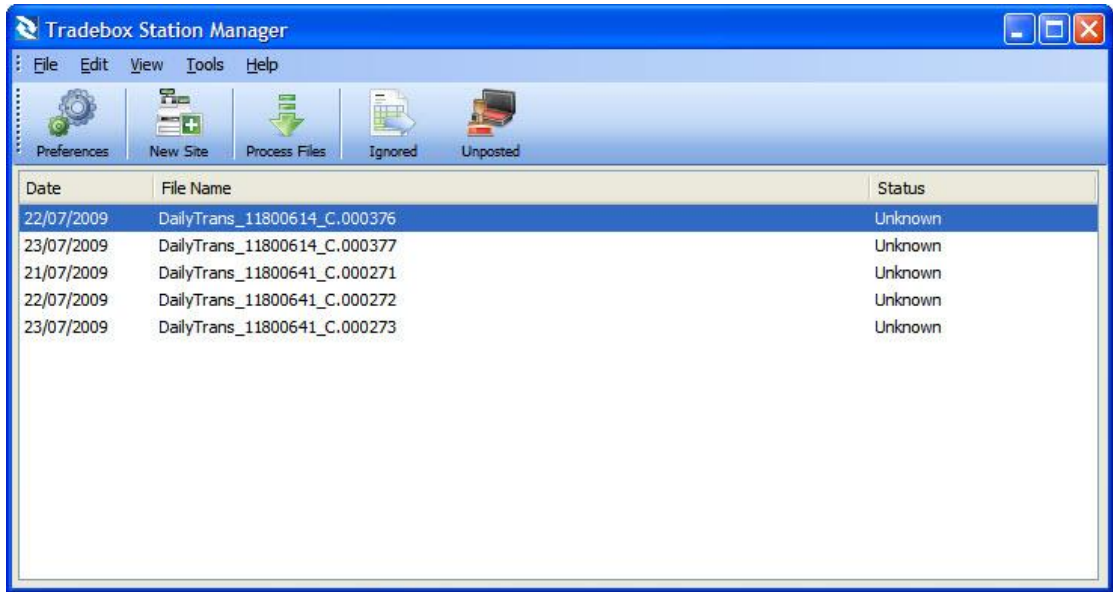 Tradebox Station Manager
File Edit View Tools Help
Preferences New Site Process Files Ignored Unposted
Date File Name Status
22/07/2009 DailyTrans_11800614_C.000376 Unknown
23/07/2009 DailyTrans_11800614_C.000377 Unknown
21/07/2009 DailyTrans_11800641_C.000271 Unknown
22/07/2009 DailyTrans_11800641_C.000272 Unknown
23/07/2009 DailyTrans_11800641_C.000273 Unknown